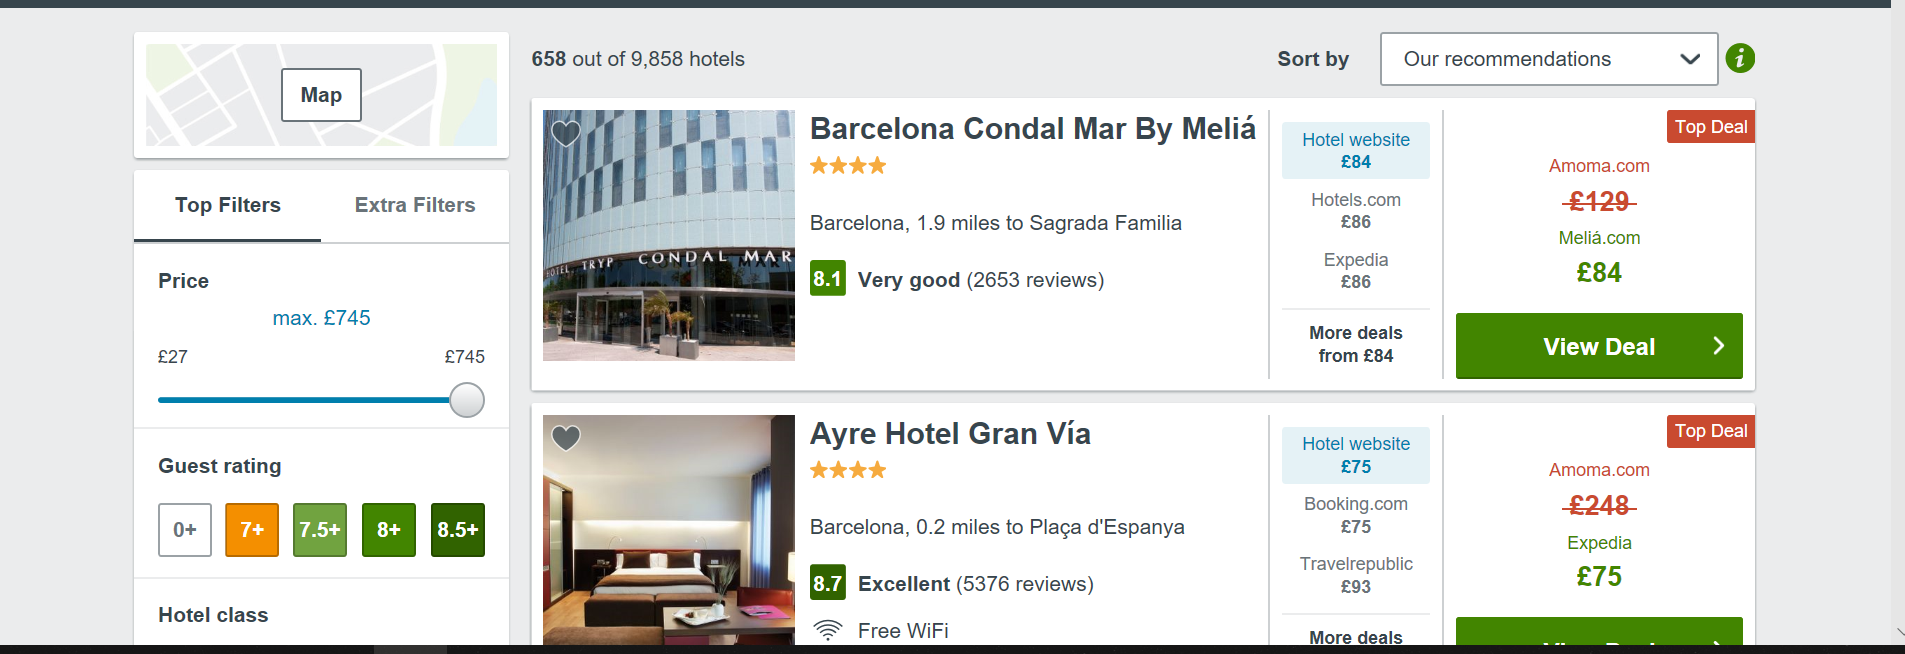 Map
Top Filters
Extra Filters
Price
max. £745
£27
£745
Guest rating
0+
7+
7.5+
8+
8.5+
Hotel class
658 out of 9,858 hotels
Sort by
Our recommendations
i
HOTEL TRYP CONDAL MAR
Barcelona Condal Mar By Meliá
Barcelona, 1.9 miles to Sagrada Familia
8.1 Very good (2653 reviews)
Hotel website
£84
Hotels.com
£86
Expedia
£86
More deals
from £84
Top Deal
Amoma.com
£129
Meliá.com
£84
View Deal
Ayre Hotel Gran Vía
Barcelona, 0.2 miles to Plaça d'Espanya
8.7 Excellent (5376 reviews)
Free WiFi
Hotel website
£75
Booking.com
£75
Travelrepublic
£93
More deals
Top Deal
Amoma.com
£248
Expedia
£75